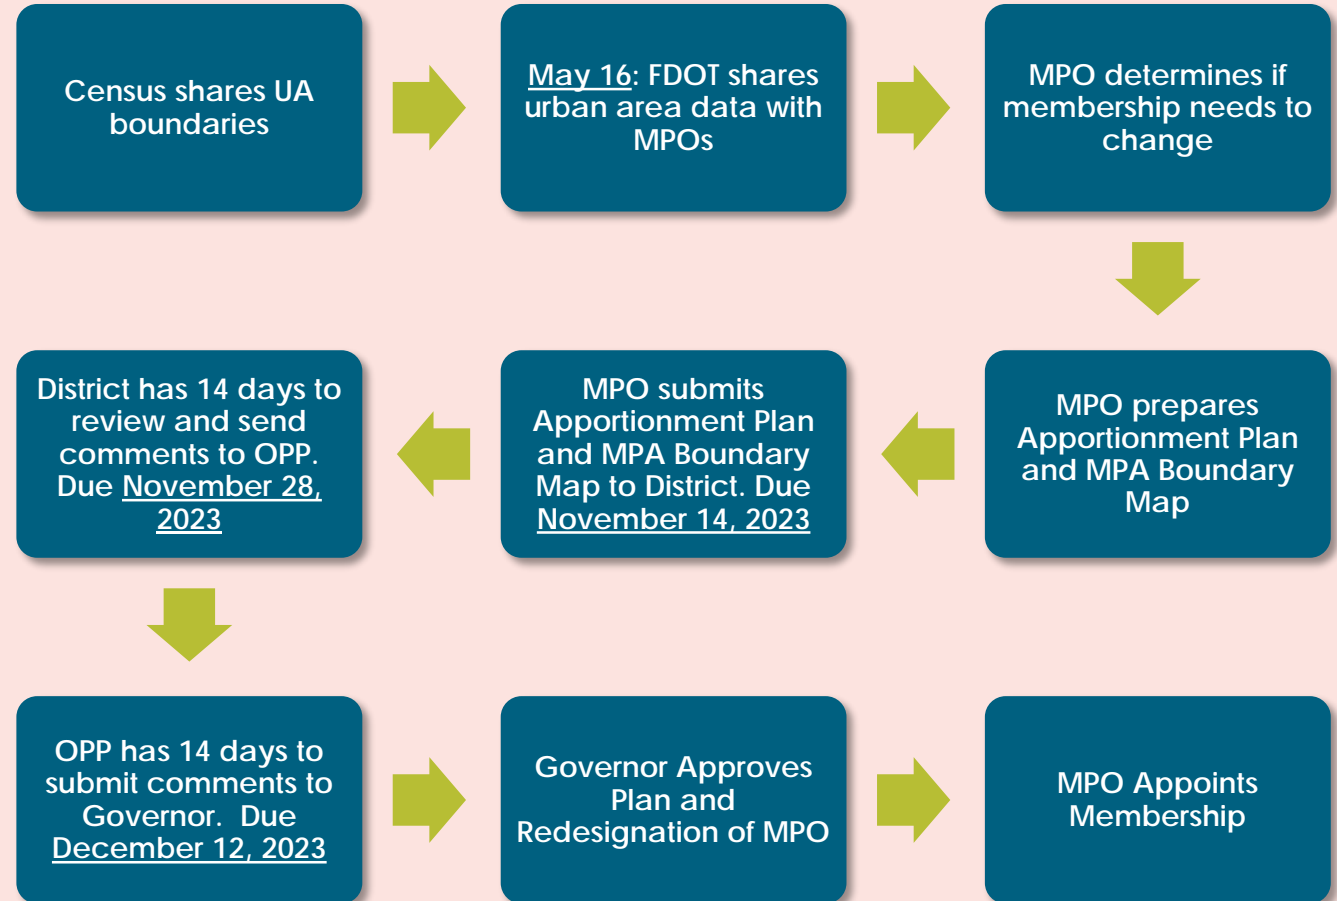 Census shares UA
boundaries
May 16: FDOT shares
urban area data with
MPOs
MPO determines if
membership needs to
change
MPO prepares
Apportionment Plan
and MPA Boundary
Map
MPO submits
Apportionment Plan
and MPA Boundary
Map to District. Due
November 14, 2023
District has 14 days to
review and send
comments to OPP.
Due November 28,
2023
OPP has 14 days to
submit comments to
Governor. Due
December 12, 2023
Governor Approves
Plan and
Redesignation of MPO
MPO Appoints
Membership